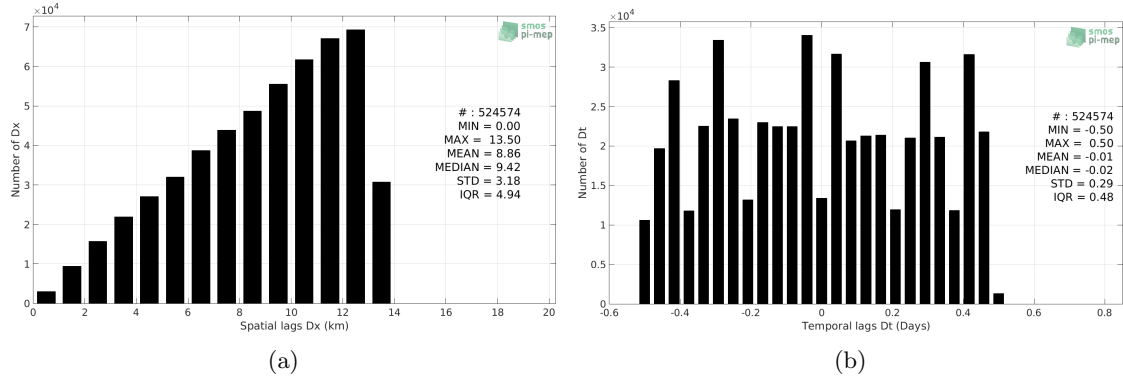 ×10⁴
7
6
5
4
3
2
1
0
Number of Dx
0 2 4 6 8 10 12 14 16 18 20
Spatial lags Dx (km)
smos
pi-mep
# : 524574
MIN = 0.00
MAX = 13.50
MEAN = 8.86
MEDIAN = 9.42
STD = 3.18
IQR = 4.94
(a)
×10⁴
3.5
3
2.5
2
1.5
1
0.5
0
Number of Dt
-0.6 -0.4 -0.2 0 0.2 0.4 0.6 0.8
Temporal lags Dt (Days)
smos
pi-mep
# : 524574
MIN = -0.50
MAX = 0.50
MEAN = -0.01
MEDIAN = -0.02
STD = 0.29
IQR = 0.48
(b)